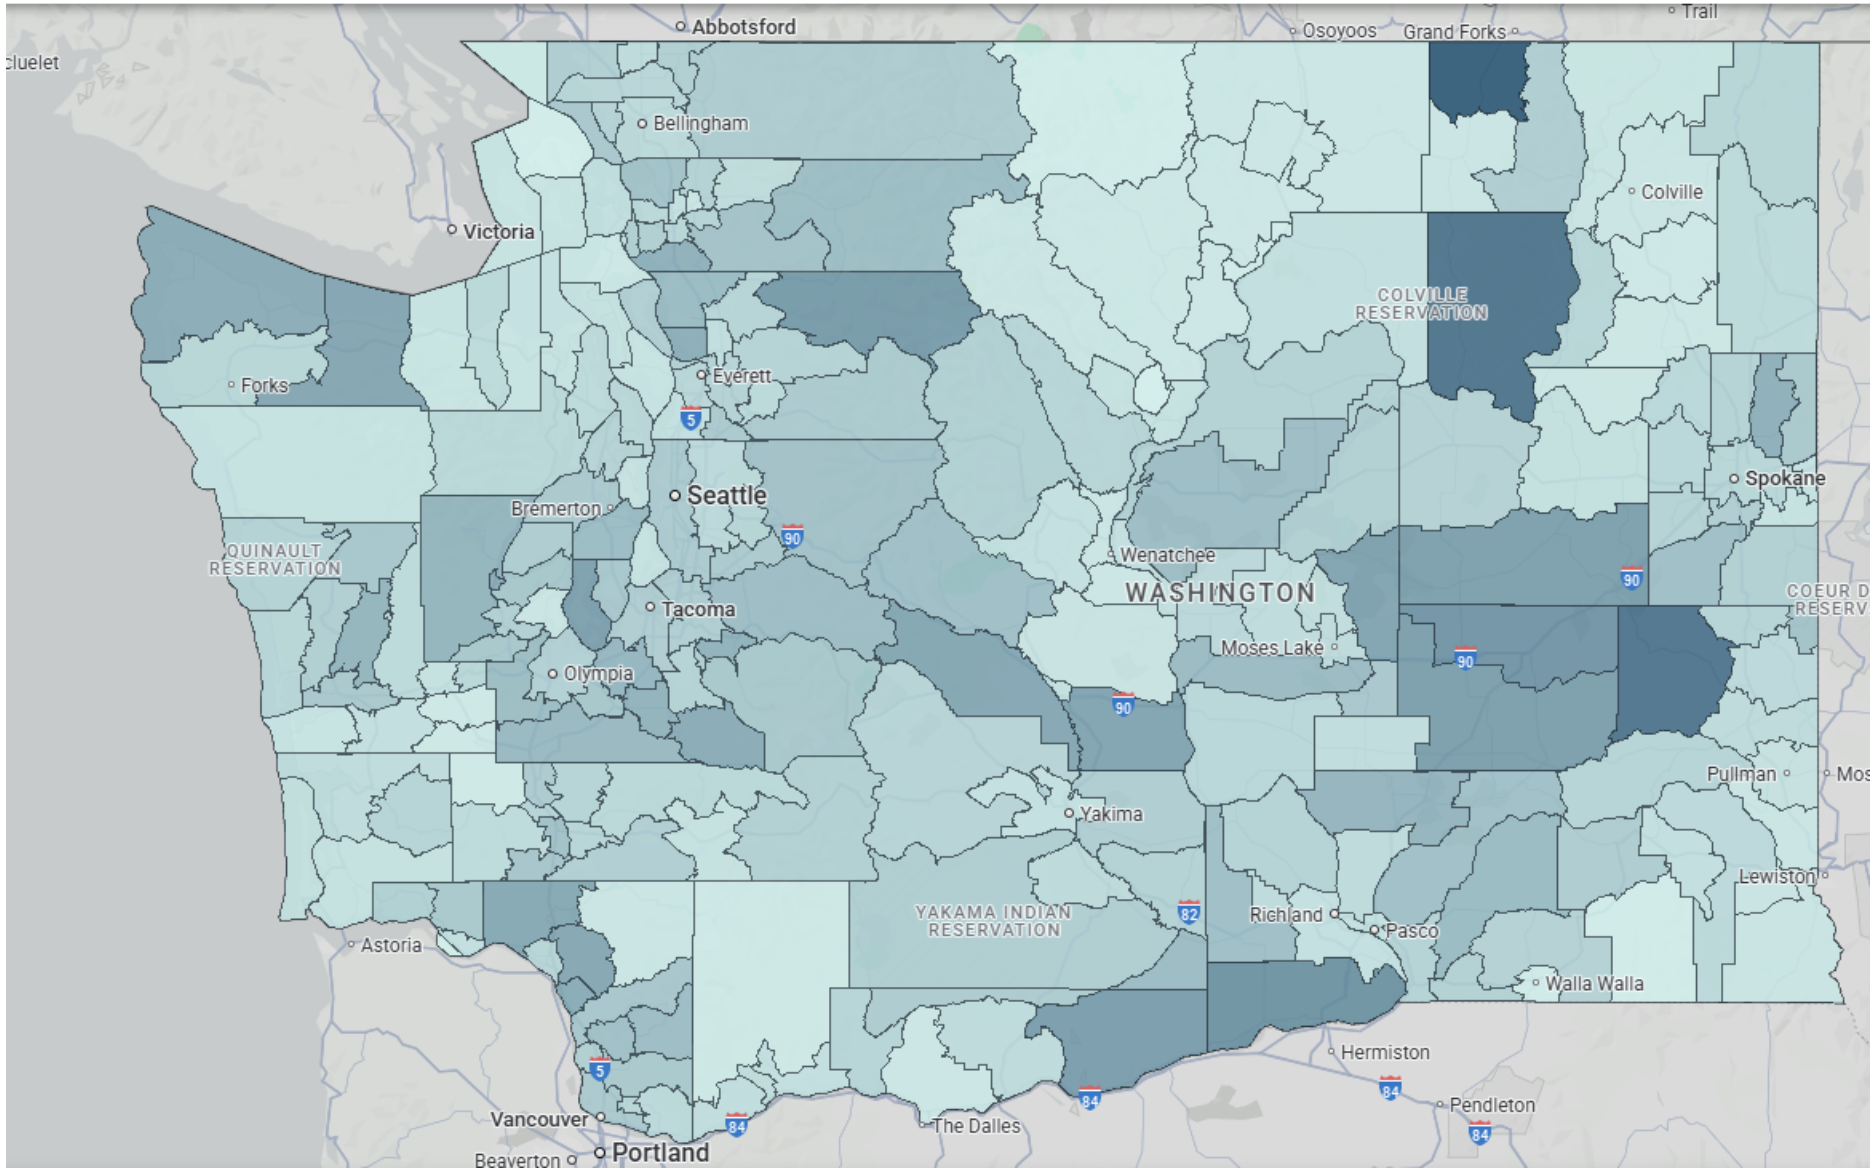 Trail
Abbotsford
Osoyoos
Grand Forks
cluelet
Bellingham
Colville
Victoria
COLVILLE
RESERVATION
Everett
Forks
5
Spokane
Seattle
Bremerton
90
Wenatchee
QUINAULT
RESERVATION
90
WASHINGTON
COEUR D
RESERV
Tacoma
Moses Lake
90
Olympia
90
Pullman
Mos
Yakima
Lewiston
82
Richland
YAKAMA INDIAN
RESERVATION
Pasco
Astoria
Walla Walla
Hermiston
5
84
84
Pendleton
Vancouver
84
The Dalles
84
Portland
Beaverton